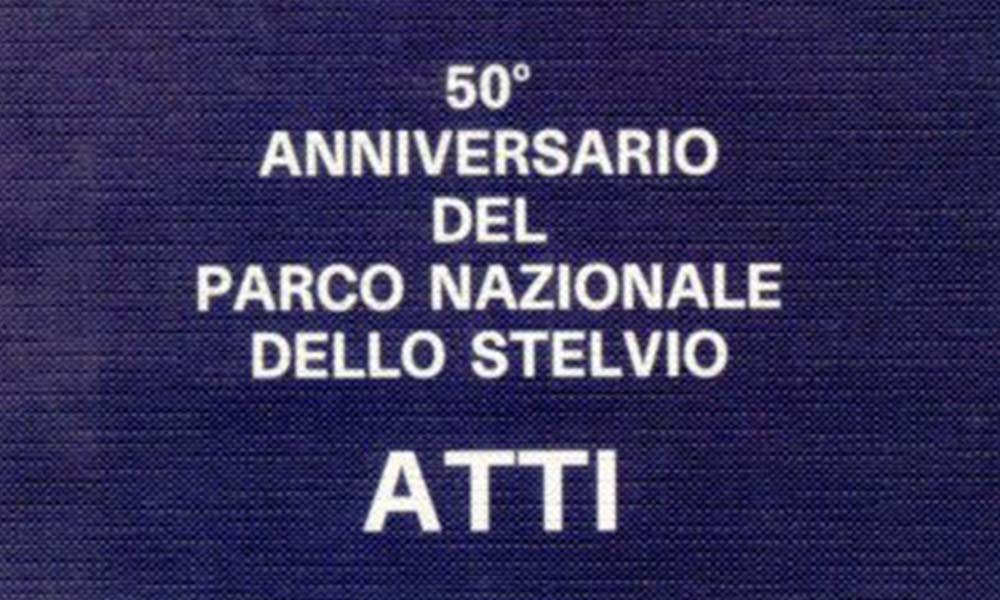 50°
ANNIVERSARIO
DEL
PARCO NAZIONALE
DELLO STELVIO
ATTI